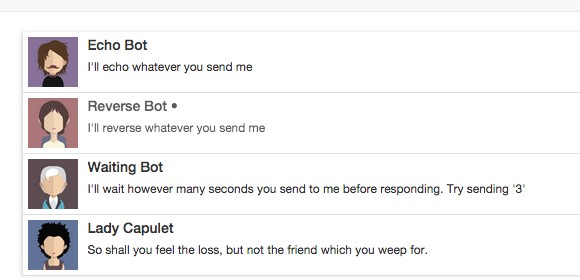 Echo Bot
I'll echo whatever you send me
Reverse Bot •
I'll reverse whatever you send me
Waiting Bot
I'll wait however many seconds you send to me before responding. Try sending '3'
Lady Capulet
So shall you feel the loss, but not the friend which you weep for.